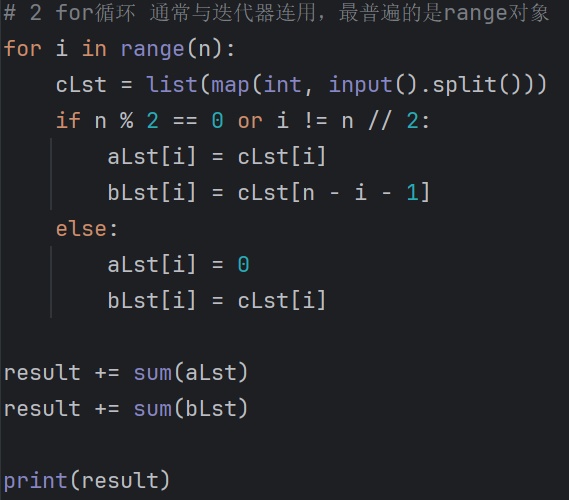 # 2 for循环 通常与迭代器连用，最普遍的是range对象
for i in range(n):
    cLst = list(map(int, input().split()))
    if n % 2 == 0 or i != n // 2:
        aLst[i] = cLst[i]
        bLst[i] = cLst[n - i - 1]
    else:
        aLst[i] = 0
        bLst[i] = cLst[i]

result += sum(aLst)
result += sum(bLst)

print(result)